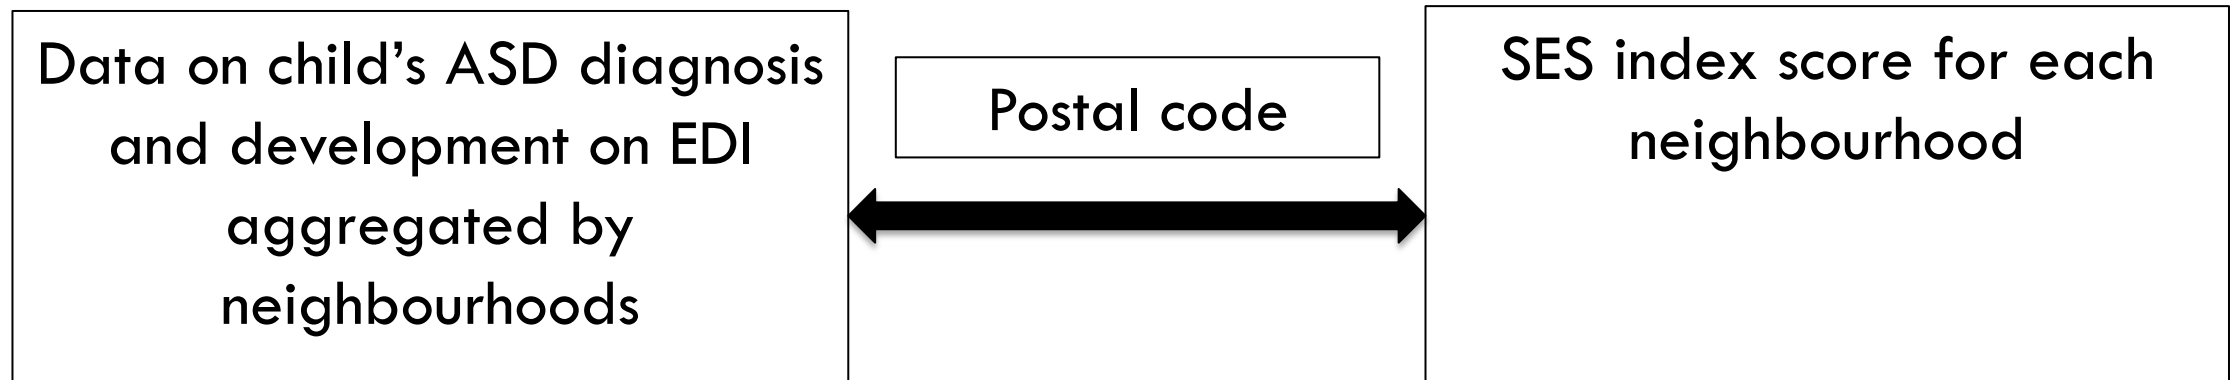 Data on child’s ASD diagnosis
and development on EDI
aggregated by
neighbourhoods
Postal code
SES index score for each
neighbourhood